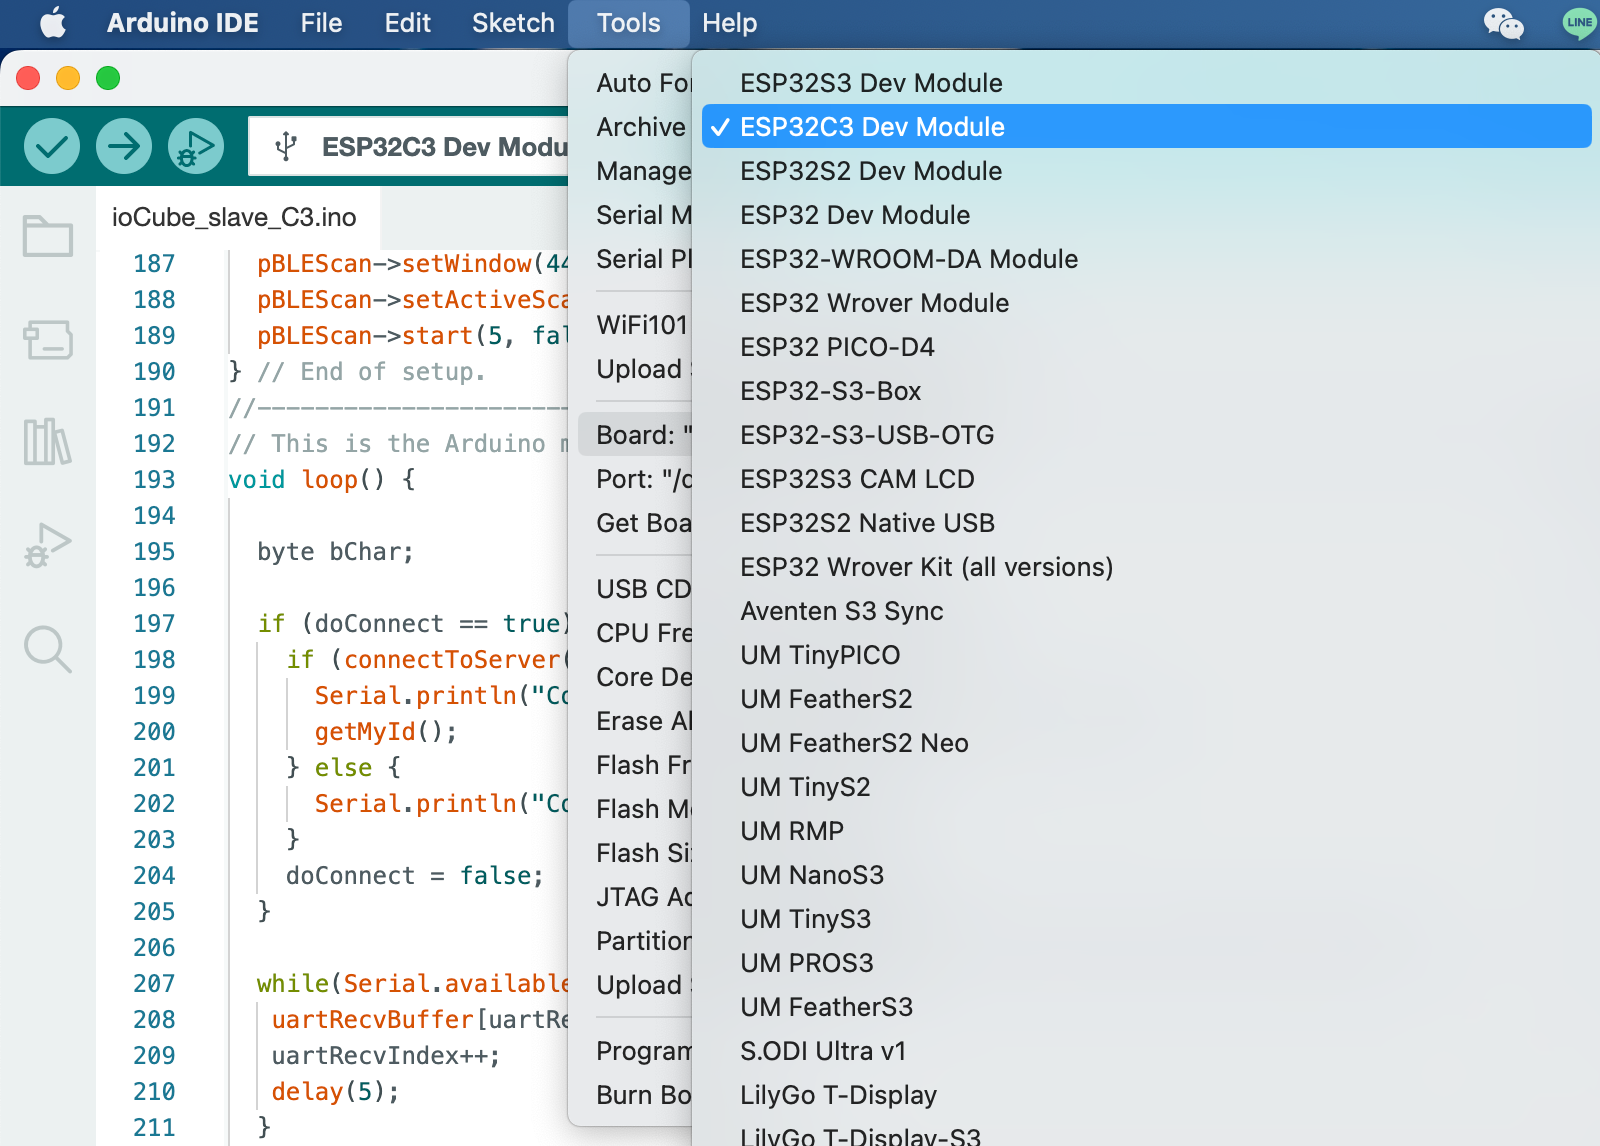 Arduino IDE File Edit Sketch Tools Help LINE
ESP32C3 Dev Modu
ioCube_slave_C3.ino
187 pBLEScan->setWindow(44
188 pBLEScan->setActiveSca
189 pBLEScan->start(5, fal
190 } // End of setup.
191 //----------------------
192 // This is the Arduino m
193 void loop() {
194
195 byte bChar;
196
197 if (doConnect == true)
198 if (connectToServer(
199 Serial.println("Co
200 getMyId();
201 } else {
202 Serial.println("Co
203 }
204 doConnect = false;
205 }
206
207 while(Serial.available
208 uartRecvBuffer[uartRe
209 uartRecvIndex++;
210 delay(5);
211 }
Auto For
Archive
Manage
Serial M
Serial Pl
WiFi101
Upload S
Board: "
Port: "/d
Get Boa
USB CD
CPU Fre
Core De
Erase Al
Flash Fr
Flash Mo
Flash Siz
JTAG Ad
Partition
Upload S
Program
Burn Bo
ESP32S3 Dev Module
✓ ESP32C3 Dev Module
ESP32S2 Dev Module
ESP32 Dev Module
ESP32-WROOM-DA Module
ESP32 Wrover Module
ESP32 PICO-D4
ESP32-S3-Box
ESP32-S3-USB-OTG
ESP32S3 CAM LCD
ESP32S2 Native USB
ESP32 Wrover Kit (all versions)
Aventen S3 Sync
UM TinyPICO
UM FeatherS2
UM FeatherS2 Neo
UM TinyS2
UM RMP
UM NanoS3
UM TinyS3
UM PROS3
UM FeatherS3
S.ODI Ultra v1
LilyGo T-Display
LilyGo T-Display-S3